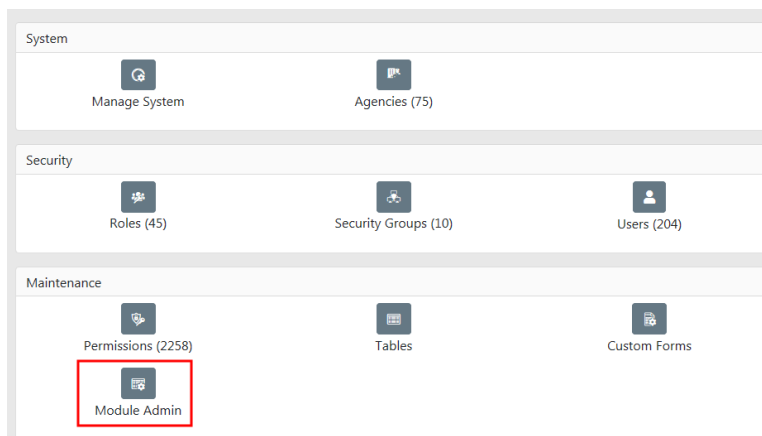 System
Manage System
Agencies (75)
Security
Roles (45)
Security Groups (10)
Users (204)
Maintenance
Permissions (2258)
Tables
Custom Forms
Module Admin